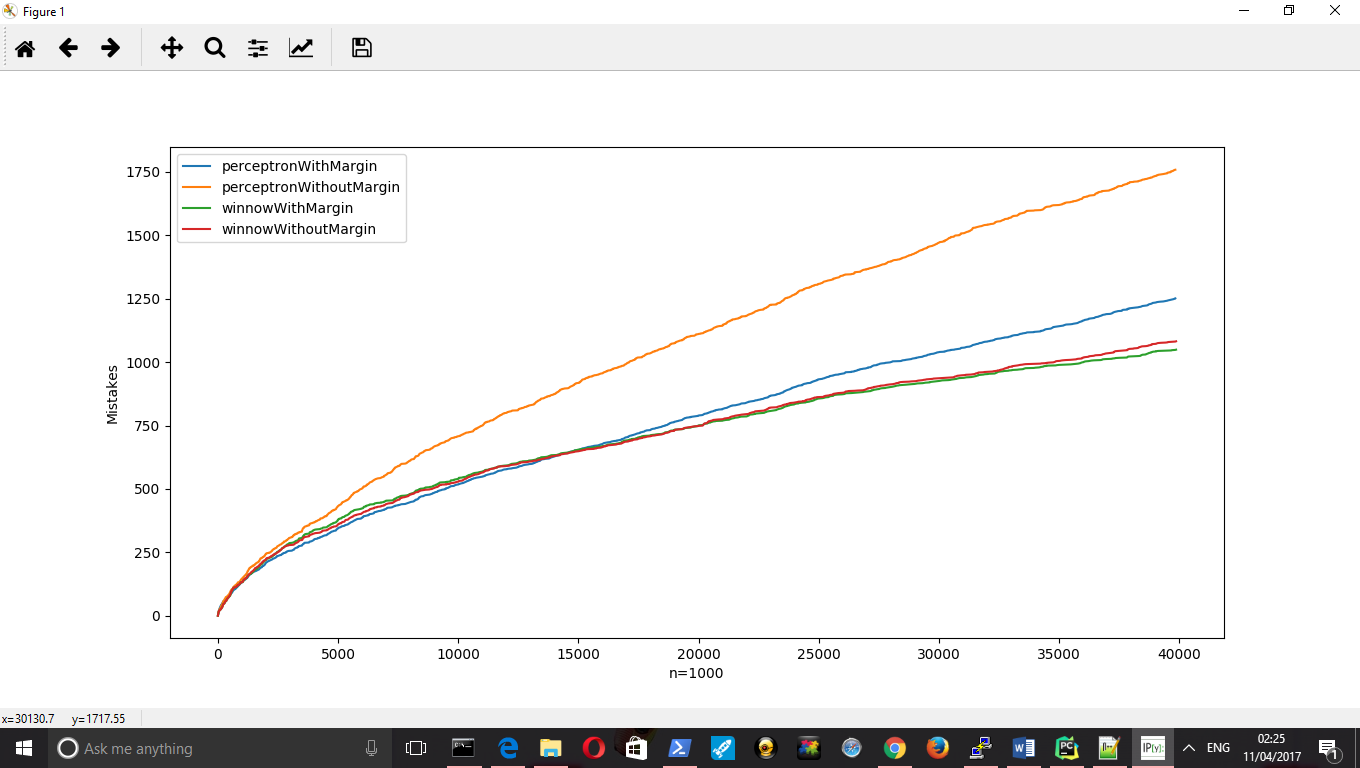 Figure 1
perceptronWithMargin
perceptronWithoutMargin
winnowWithMargin
winnowWithoutMargin
1750
1500
1250
1000
750
500
250
0
Mistakes
0 5000 10000 15000 20000 25000 30000 35000 40000
n=1000
x=30130.7 y=1717.55
Ask me anything
ENG
02:25
11/04/2017
IP[y]:
1